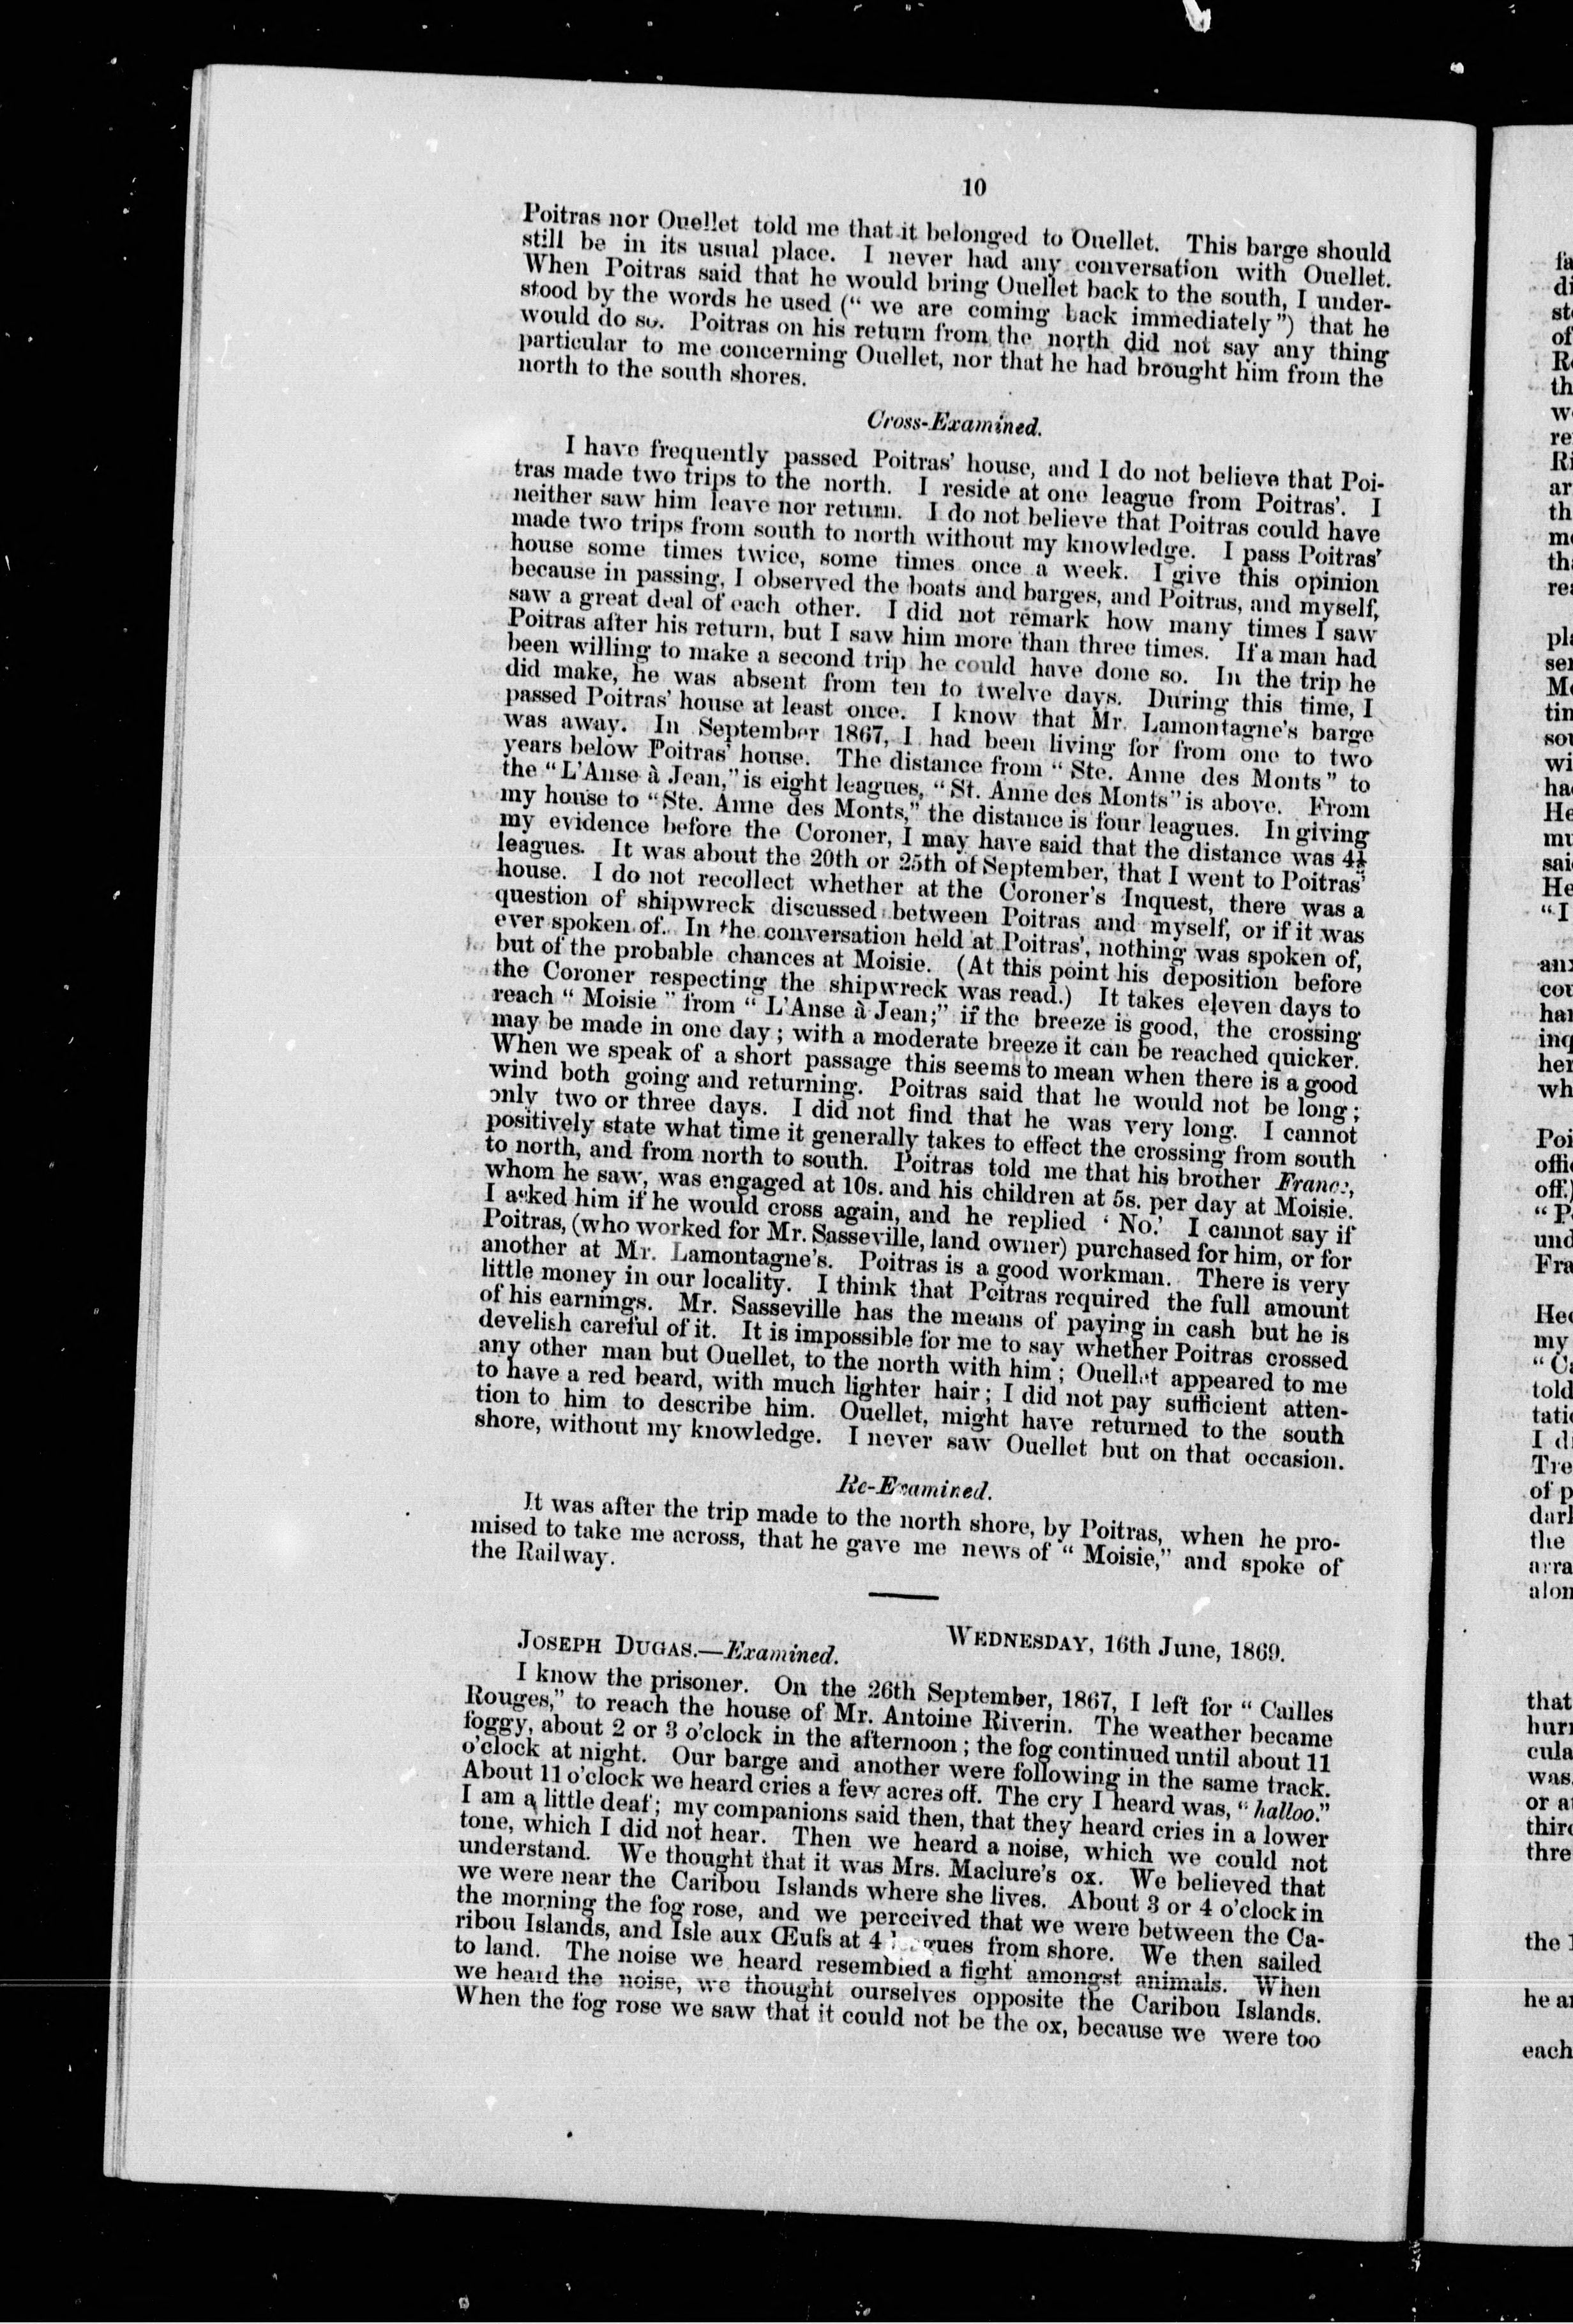 10
Poitras nor Ouellet told me that it belonged to Ouellet. This barge should
still be in its usual place. I never had any conversation with Ouellet.
When Poitras said that he would bring Ouellet back to the south, I under-
stood by the words he used (“ we are coming back immediately”) that he
would do so. Poitras on his return from the north did not say any thing
particular to me concerning Ouellet, nor that he had brought him from the
north to the south shores.
Cross-Examined.
I have frequently passed Poitras’ house, and I do not believe that Poi-
tras made two trips to the north. I reside at one league from Poitras’. I
neither saw him leave nor return. I do not believe that Poitras could have
made two trips from south to north without my knowledge. I pass Poitras’
house some times twice, some times once a week. I give this opinion
because in passing, I observed the boats and barges, and Poitras, and myself,
saw a great deal of each other. I did not remark how many times I saw
Poitras after his return, but I saw him more than three times. If a man had
been willing to make a second trip he could have done so. In the trip he
did make, he was absent from ten to twelve days. During this time, I
passed Poitras’ house at least once. I know that Mr. Lamontagne’s barge
was away. In September 1867, I had been living for from one to two
years below Poitras’ house. The distance from “ Ste. Anne des Monts ” to
the “L’Anse à Jean,” is eight leagues, “St. Anne des Monts” is above. From
my house to “Ste. Anne des Monts,” the distance is four leagues. In giving
my evidence before the Coroner, I may have said that the distance was 4½
leagues. It was about the 20th or 25th of September, that I went to Poitras’
house. I do not recollect whether at the Coroner’s Inquest, there was a
question of shipwreck discussed between Poitras and myself, or if it was
ever spoken of. In the conversation held at Poitras’, nothing was spoken of,
but of the probable chances at Moisie. (At this point his deposition before
the Coroner respecting the shipwreck was read.) It takes eleven days to
reach “ Moisie ” from “ L’Anse à Jean;” if the breeze is good, the crossing
may be made in one day ; with a moderate breeze it can be reached quicker.
When we speak of a short passage this seems to mean when there is a good
wind both going and returning. Poitras said that he would not be long ;
only two or three days. I did not find that he was very long. I cannot
positively state what time it generally takes to effect the crossing from south
to north, and from north to south. Poitras told me that his brother
whom he saw, was engaged at 10s. and his children at 5s. per day at Moisie.
I asked him if he would cross again, and he replied ‘ No.’ I cannot say if
Poitras, (who worked for Mr. Sasseville, land owner) purchased for him, or for
another at Mr. Lamontagne’s. Poitras is a good workman. There is very
little money in our locality. I think that Poitras required the full amount
of his earnings. Mr. Sasseville has the means of paying in cash but he is
develish careful of it. It is impossible for me to say whether Poitras crossed
any other man but Ouellet, to the north with him ; Ouellet appeared to me
to have a red beard, with much lighter hair ; I did not pay sufficient atten-
tion to him to describe him. Ouellet, might have returned to the south
shore, without my knowledge. I never saw Ouellet but on that occasion.
Re-Examined.
It was after the trip made to the north shore, by Poitras, when he pro-
mised to take me across, that he gave me news of “ Moisie,” and spoke of
the Railway.
WEDNESDAY, 16th June, 1869.
JOSEPH DUGAS.—Examined.
I know the prisoner. On the 26th September, 1867, I left for “ Cailles
Rouges,” to reach the house of Mr. Antoine Riverin. The weather became
foggy, about 2 or 3 o’clock in the afternoon ; the fog continued until about 11
o’clock at night. Our barge and another were following in the same track.
About 11 o’clock we heard cries a few acres off. The cry I heard was, “ halloo.”
I am a little deaf ; my companions said then, that they heard cries in a lower
tone, which I did not hear. Then we heard a noise, which we could not
understand. We thought that it was Mrs. Maclure’s ox. We believed that
we were near the Caribou Islands where she lives. About 3 or 4 o’clock in
the morning the fog rose, and we perceived that we were between the Ca-
ribou Islands, and Isle aux Œufs at 4 leagues from shore. We then sailed
to land. The noise we heard resembled a fight amongst animals. When
we heard the noise, we thought ourselves opposite the Caribou Islands.
When the fog rose we saw that it could not be the ox, because we were too